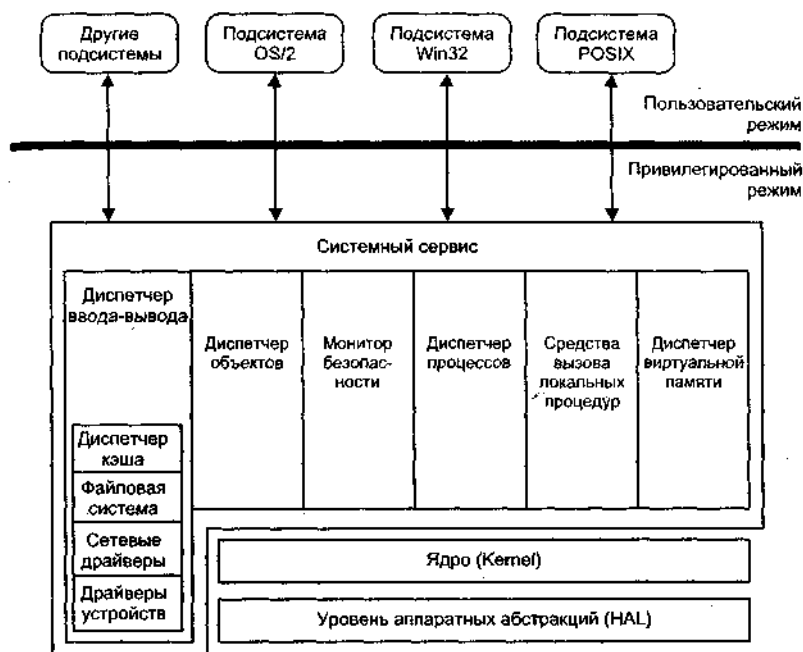 Другие
подсистемы
Подсистема
OS/2
Подсистема
Win32
Подсистема
POSIX
Пользовательский
режим
Привилегированный
режим
Системный сервис
Диспетчер
ввода-вывода
Диспетчер
объектов
Монитор
безопас-
ности
Диспетчер
процессов
Средства
вызова
локальных
процедур
Диспетчер
виртуальной
памяти
Диспетчер
кэша
Файловая
система
Сетевые
драйверы
Драйверы
устройств
Ядро (Kernel)
Уровень аппаратных абстракций (HAL)